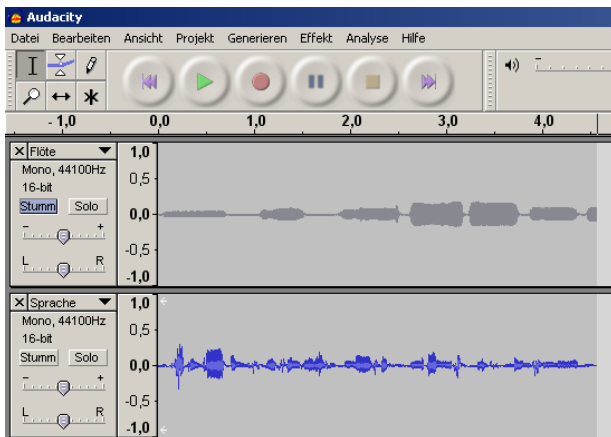 Audacity
Datei Bearbeiten Ansicht Projekt Generieren Effekt Analyse Hilfe
- 1,0 0,0 1,0 2,0 3,0 4,0
Flöte
Mono, 44100Hz
16-bit
Stumm Solo
- +
L R
1,0
0,5
0,0
-0,5
-1,0
Sprache
Mono, 44100Hz
16-bit
Stumm Solo
- +
L R
1,0
0,5
0,0
-0,5
-1,0